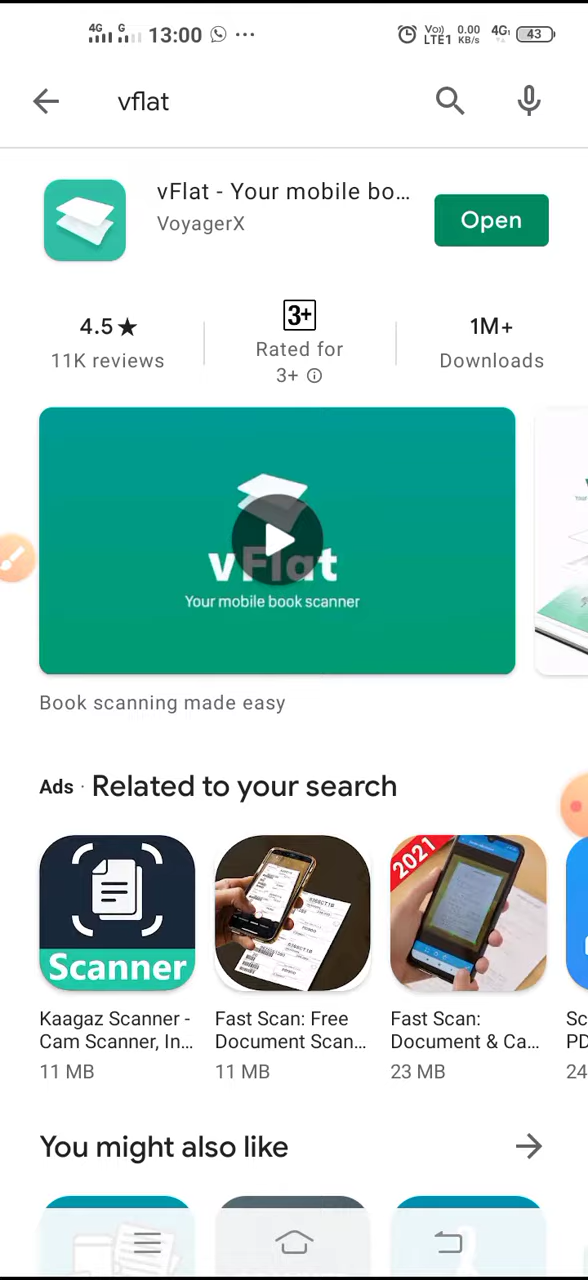 4G G 13:00 ...
Vo)) LTE1 0.00 KB/s 4G 43
vflat
vFlat - Your mobile bo...
VoyagerX
Open
4.5★
11K reviews
3+
Rated for
3+
1M+
Downloads
vFlat
Your mobile book scanner
Book scanning made easy
Ads · Related to your search
Scanner
2021
Kaagaz Scanner -
Cam Scanner, In...
11 MB
Fast Scan: Free
Document Scan...
11 MB
Fast Scan:
Document & Ca...
23 MB
Sc
PD
24
You might also like